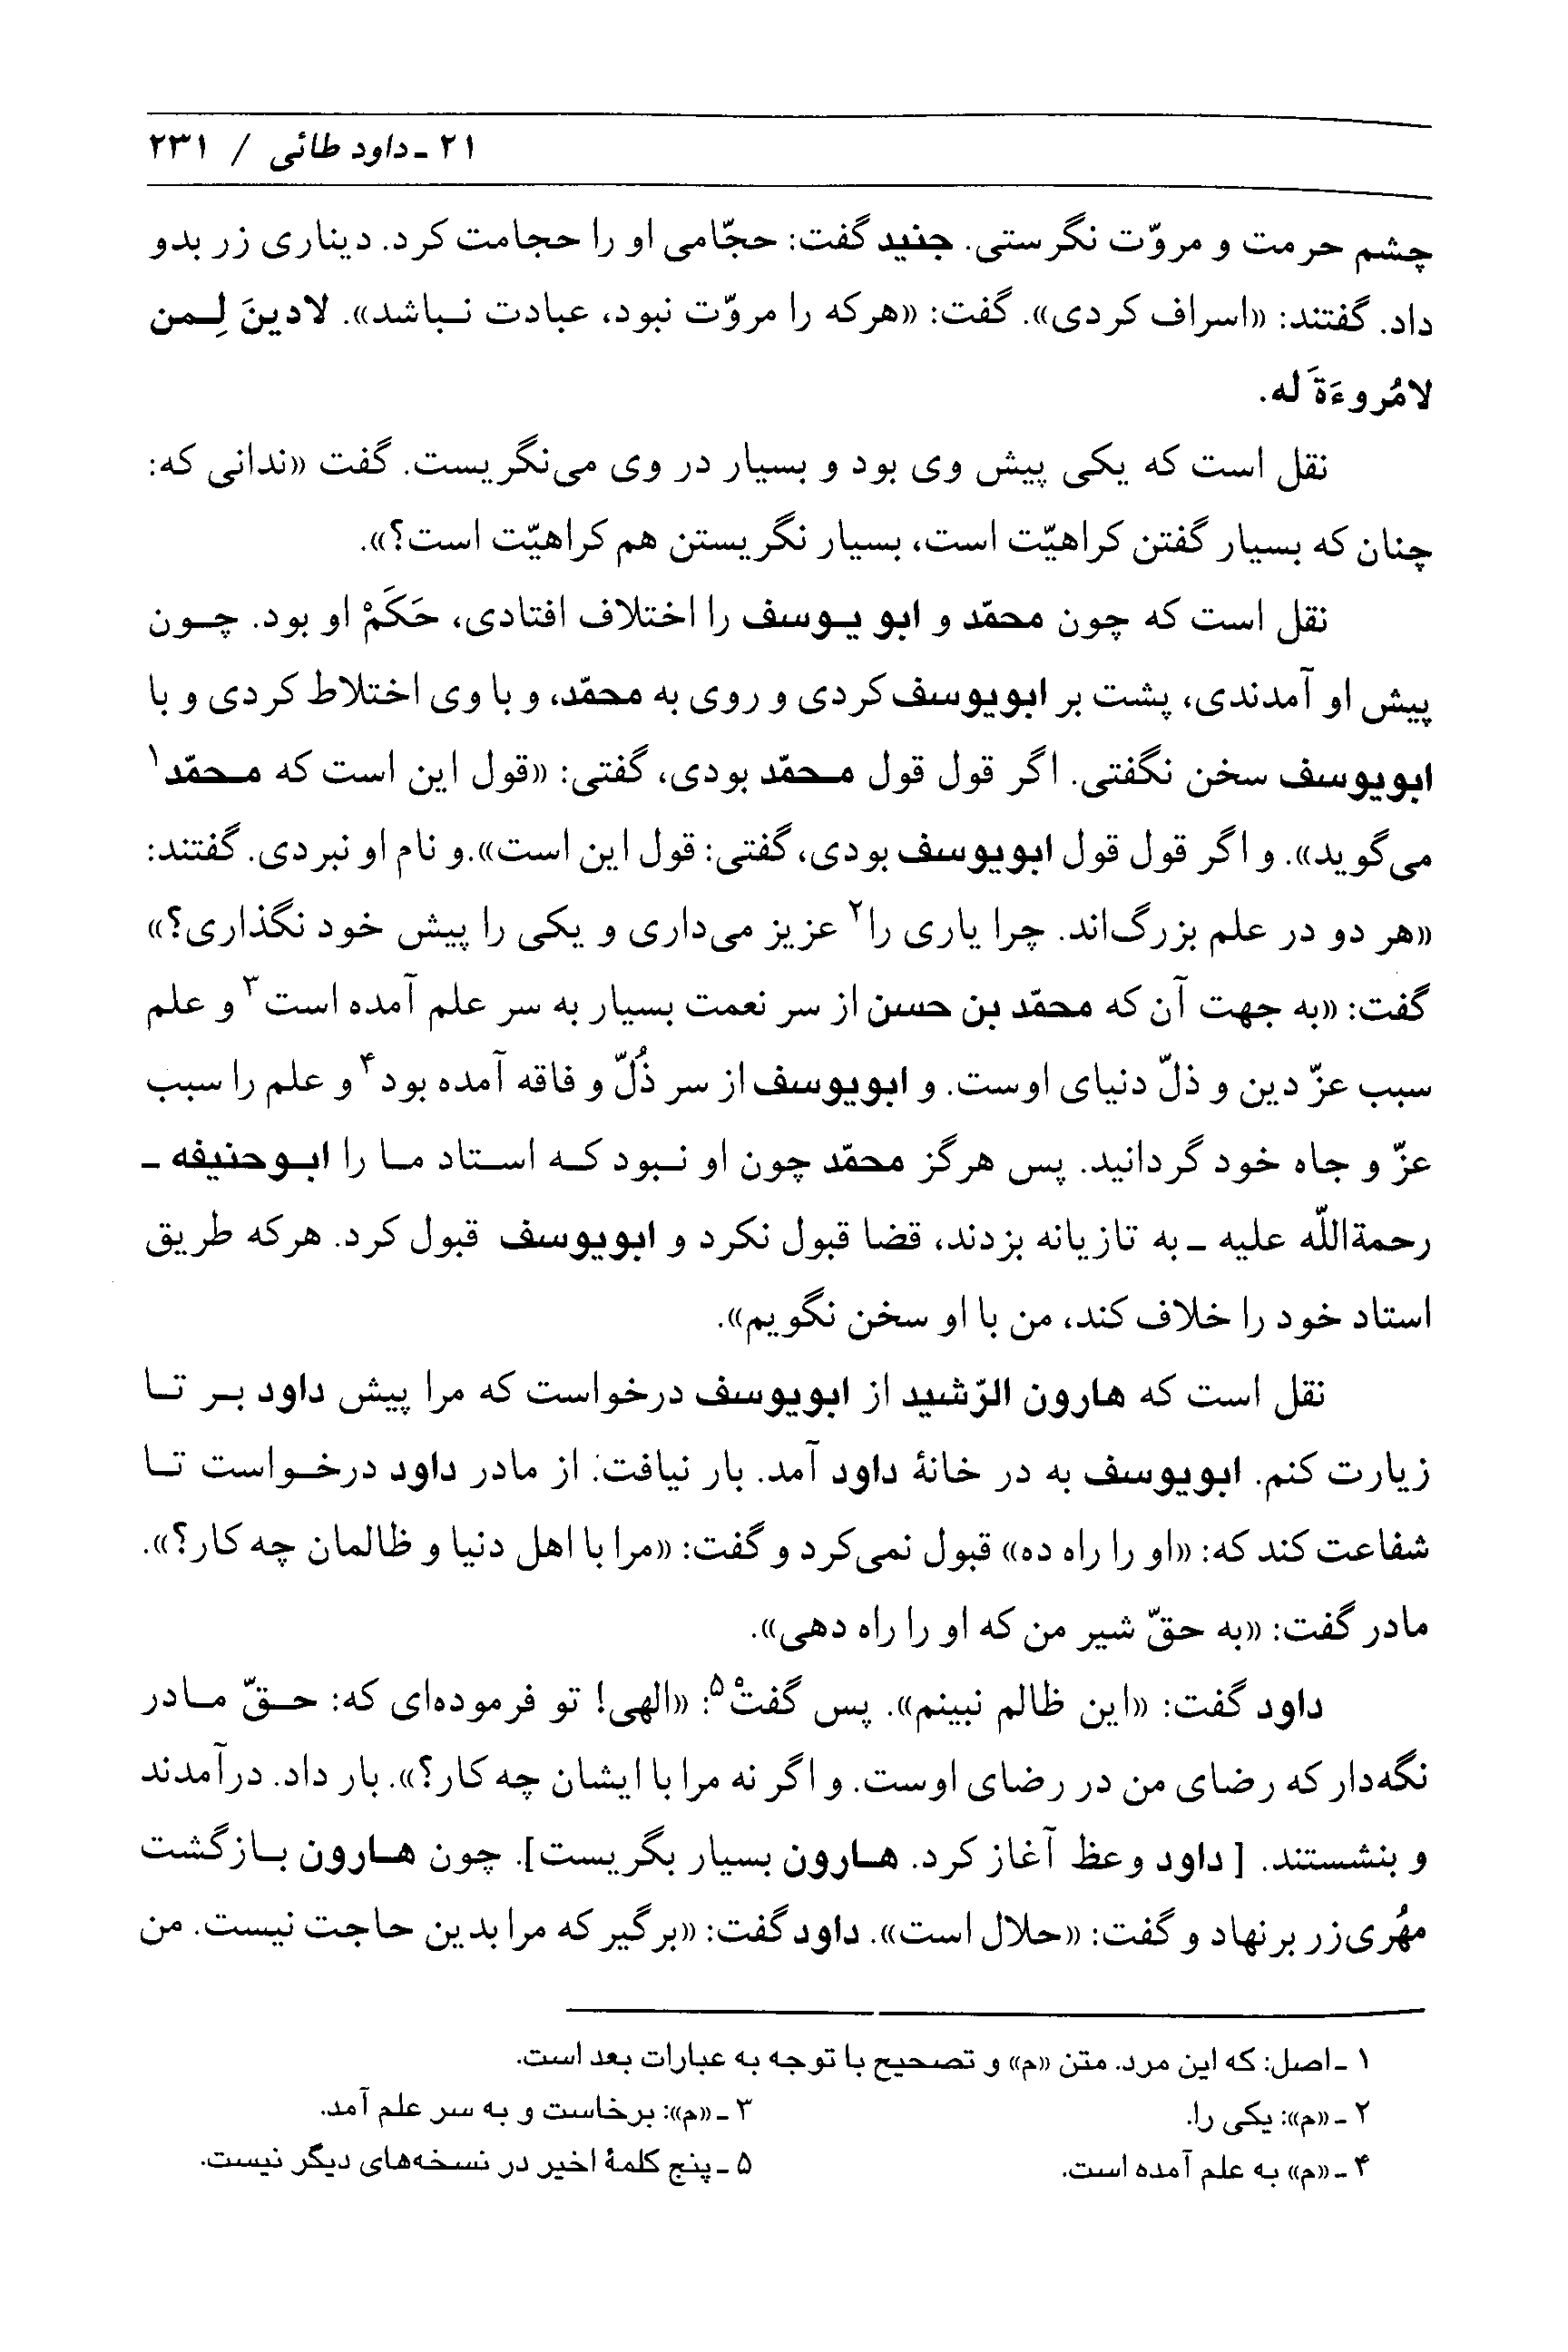 ۲۱ ـ داود طائی / ۲۳۱
چشم حرمت و مروّت نگرستی. جنید گفت: حجّامی او را حجامت کرد. دیناری زر بدو
داد. گفتند: «اسراف کردی». گفت: «هرکه را مروّت نبود، عبادت نباشد». لادینَ لِمن
لامُروءَةَ له.
نقل است که یکی پیش وی بود و بسیار در وی می‌نگریست. گفت «ندانی که:
چنان که بسیار گفتن کراهیّت است، بسیار نگریستن هم کراهیّت است؟».
نقل است که چون محمّد و ابو یوسف را اختلاف افتادی، حَکَمْ او بود. چون
پیش او آمدندی، پشت بر ابویوسف کردی و روی به محمّد، و با وی اختلاط کردی و با
ابویوسف سخن نگفتی. اگر قول قول محمّد بودی، گفتی: «قول این است که محمّد۱
می‌گوید». و اگر قول قول ابویوسف بودی، گفتی: قول این است».و نام او نبردی. گفتند:
«هر دو در علم بزرگ‌اند. چرا یاری را۲ عزیز می‌داری و یکی را پیش خود نگذاری؟»
گفت: «به جهت آن که محمّد بن حسن از سر نعمت بسیار به سر علم آمده است۳ و علم
سبب عزّ دین و ذلّ دنیای اوست. و ابویوسف از سر ذُلّ و فاقه آمده بود۴ و علم را سبب
عزّ و جاه خود گردانید. پس هرگز محمّد چون او نبود که استاد ما را ابوحنیفه ـ
رحمةاللّه علیه ـ به تازیانه بزدند، قضا قبول نکرد و ابویوسف قبول کرد. هرکه طریق
استاد خود را خلاف کند، من با او سخن نگویم».
نقل است که هارون الرّشید از ابویوسف درخواست که مرا پیش داود بر تا
زیارت کنم. ابویوسف به در خانهٔ داود آمد. بار نیافت. از مادر داود درخواست تا
شفاعت کند که: «او را راه ده» قبول نمی‌کرد و گفت: «مرا با اهل دنیا و ظالمان چه کار؟».
مادر گفت: «به حقّ شیر من که او را راه دهی».
داود گفت: «این ظالم نبینم». پس گفتْ۵: «الهی! تو فرموده‌ای که: حقّ مادر
نگه‌دار که رضای من در رضای اوست. و اگر نه مرا با ایشان چه کار؟». بار داد. درآمدند
و بنشستند. [داود وعظ آغاز کرد. هارون بسیار بگریست]. چون هارون بازگشت
مهُری‌زر برنهاد و گفت: «حلال است». داود گفت: «برگیر که مرا بدین حاجت نیست. من
۱ ـ اصل: که این مرد. متن «م» و تصحیح با توجه به عبارات بعد است.
۲ ـ «م»: یکی را.
۳ ـ «م»: برخاست و به سر علم آمد.
۴ ـ «م» به علم آمده است.
۵ ـ پنج کلمهٔ اخیر در نسخه‌های دیگر نیست.